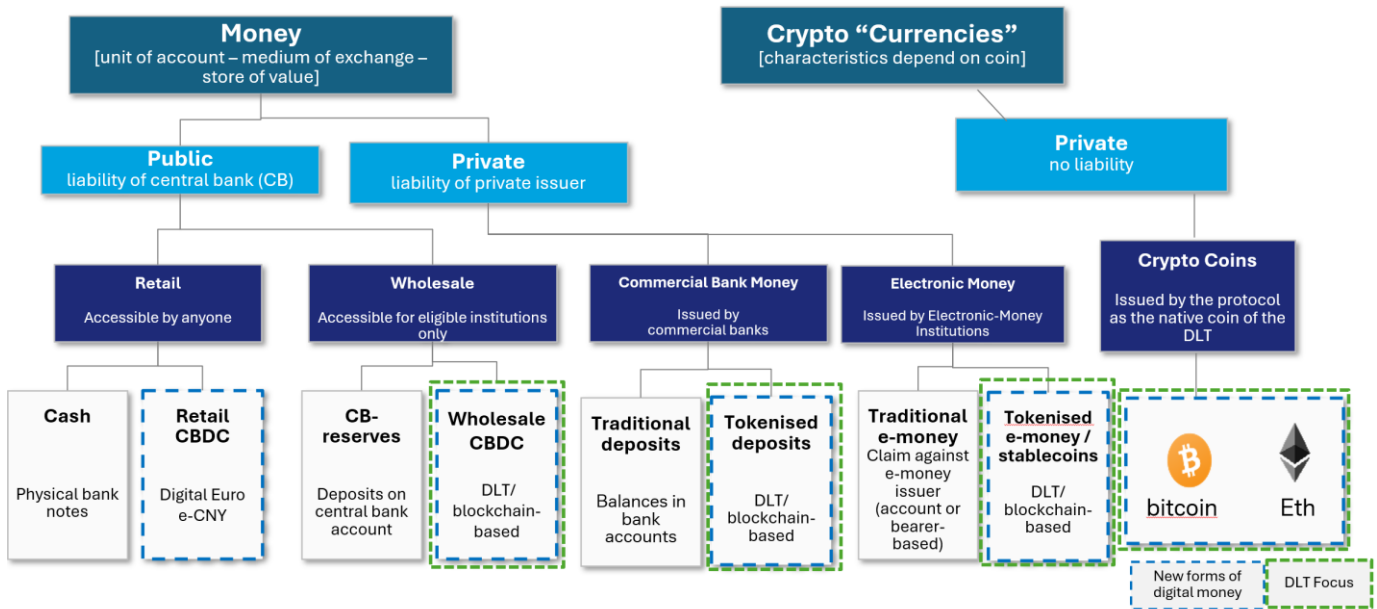 Money
[unit of account – medium of exchange –
store of value]
Crypto “Currencies”
[characteristics depend on coin]
Public
liability of central bank (CB)
Private
liability of private issuer
Private
no liability
Retail
Accessible by anyone
Wholesale
Accessible for eligible institutions
only
Commercial Bank Money
Issued by
commercial banks
Electronic Money
Issued by Electronic-Money
Institutions
Crypto Coins
Issued by the protocol
as the native coin of the
DLT
Cash
Physical bank
notes
Retail
CBDC
Digital Euro
e-CNY
CB-
reserves
Deposits on
central bank
account
Wholesale
CBDC
DLT/
blockchain-
based
Traditional
deposits
Balances in
bank
accounts
Tokenised
deposits
DLT/
blockchain-
based
Traditional
e-money
Claim against
e-money
issuer
(account or
bearer-
based)
Tokenised
e-money /
stablecoins
DLT/
blockchain-
based
bitcoin
Eth
New forms of
digital money
DLT Focus